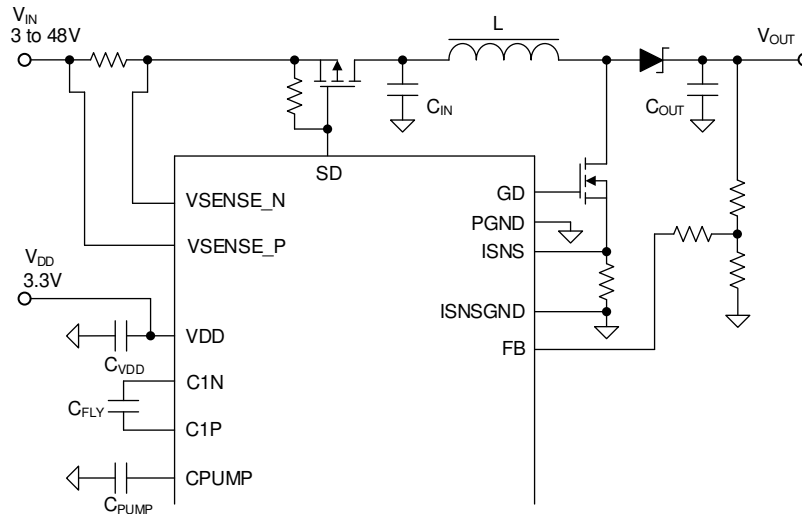 VIN
3 to 48V
L
VOUT
CIN
COUT
SD
GD
VSENSE_N
PGND
VSENSE_P
ISNS
VDD
3.3V
ISNSGND
VDD
FB
CVDD
C1N
CFLY
C1P
CPUMP
CPUMP